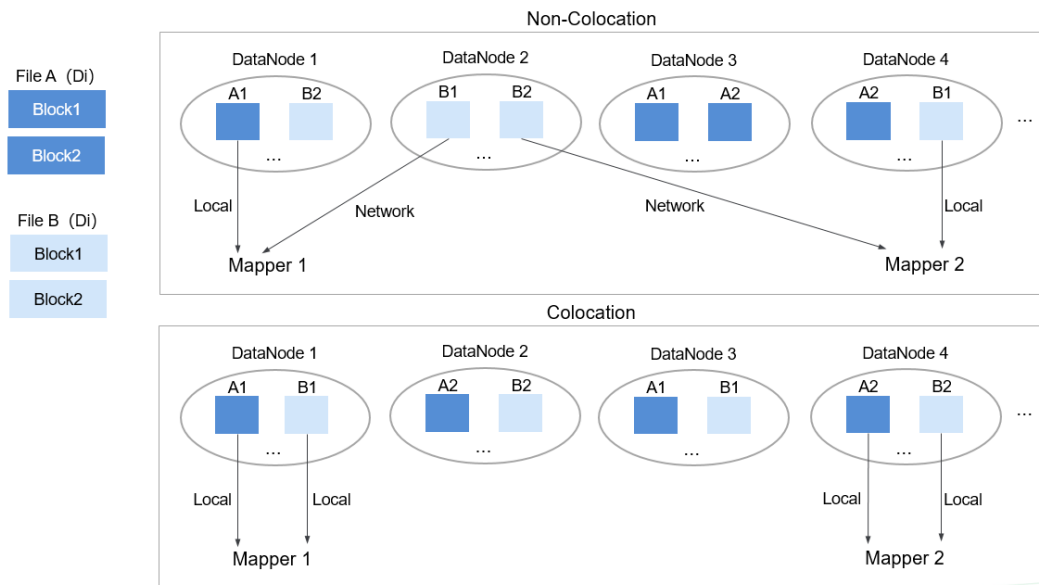 Non-Colocation
File A (Di)
Block1
Block2
File B (Di)
Block1
Block2
DataNode 1
DataNode 2
DataNode 3
DataNode 4
A1 B2
B1 B2
A1 A2
A2 B1
...
...
...
...
...
Local
Network
Network
Local
Mapper 1
Mapper 2
Colocation
DataNode 1
DataNode 2
DataNode 3
DataNode 4
A1 B1
A2 B2
A1 B1
A2 B2
...
...
...
...
...
Local
Local
Local
Local
Mapper 1
Mapper 2